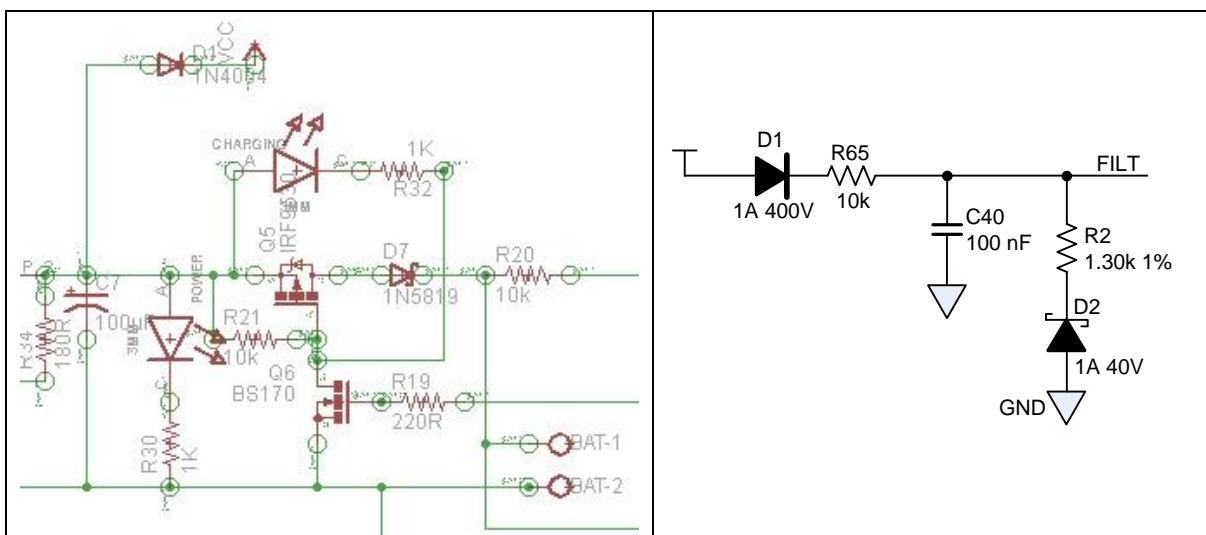 D1
VCC
1N4004
CHARGING
A
C
1K
R32
3MM
Q5
IRF9530
D7
1N5819
R20
10k
C7
100uF
A
POWER
3MM
C
R34
180R
R21
10k
Q6
BS170
R19
220R
R30
1K
BAT-1
BAT-2
D1
1A 400V
R65
10k
FILT
C40
100 nF
R2
1.30k 1%
D2
1A 40V
GND